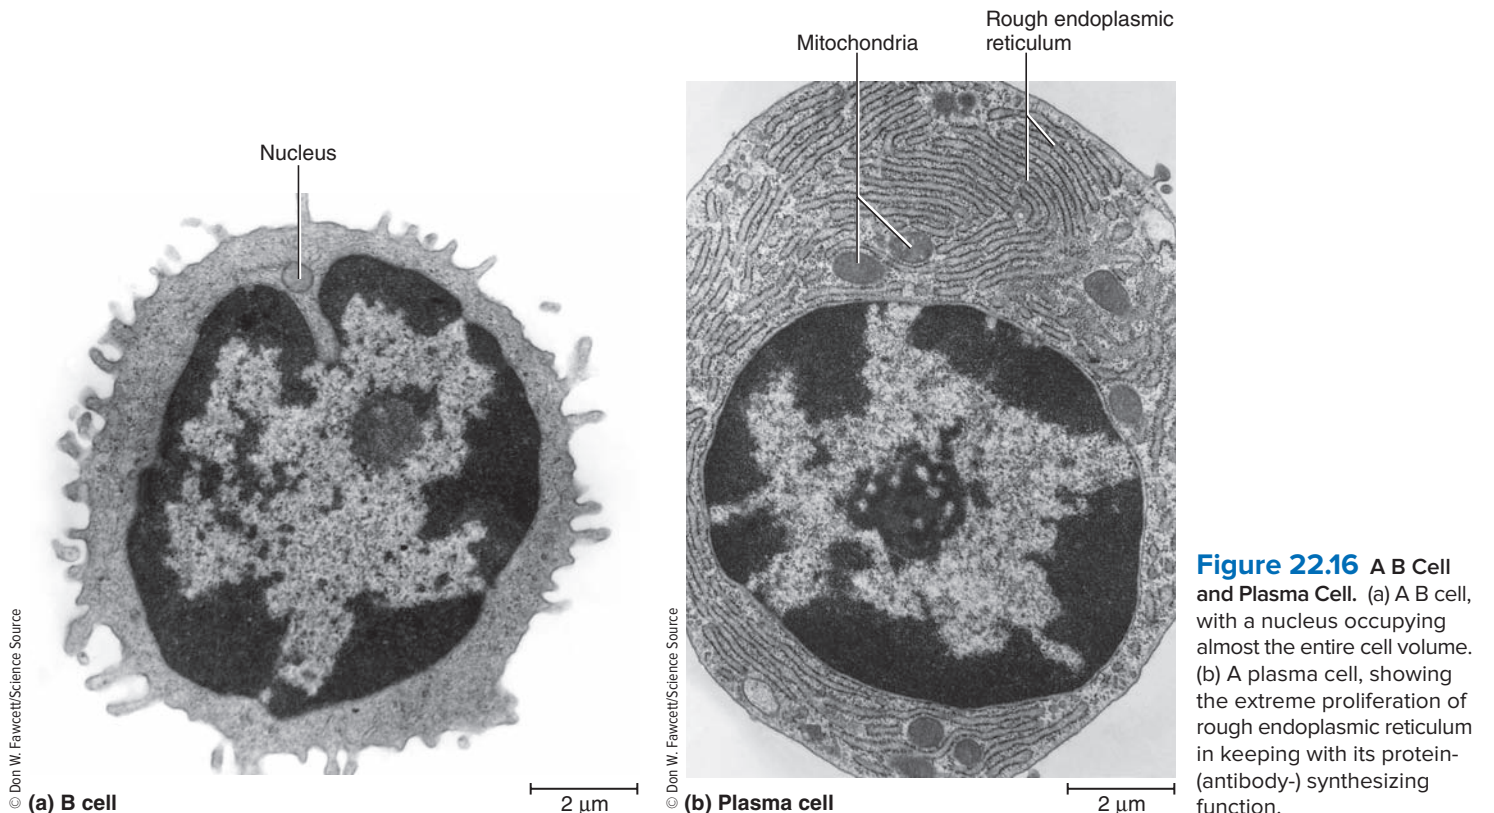 Nucleus
Mitochondria
Rough endoplasmic
reticulum
© Don W. Fawcett/Science Source
(a) B cell
2 μm
© Don W. Fawcett/Science Source
(b) Plasma cell
2 μm
Figure 22.16 A B Cell
and Plasma Cell. (a) A B cell,
with a nucleus occupying
almost the entire cell volume.
(b) A plasma cell, showing
the extreme proliferation of
rough endoplasmic reticulum
in keeping with its protein-
(antibody-) synthesizing
function.